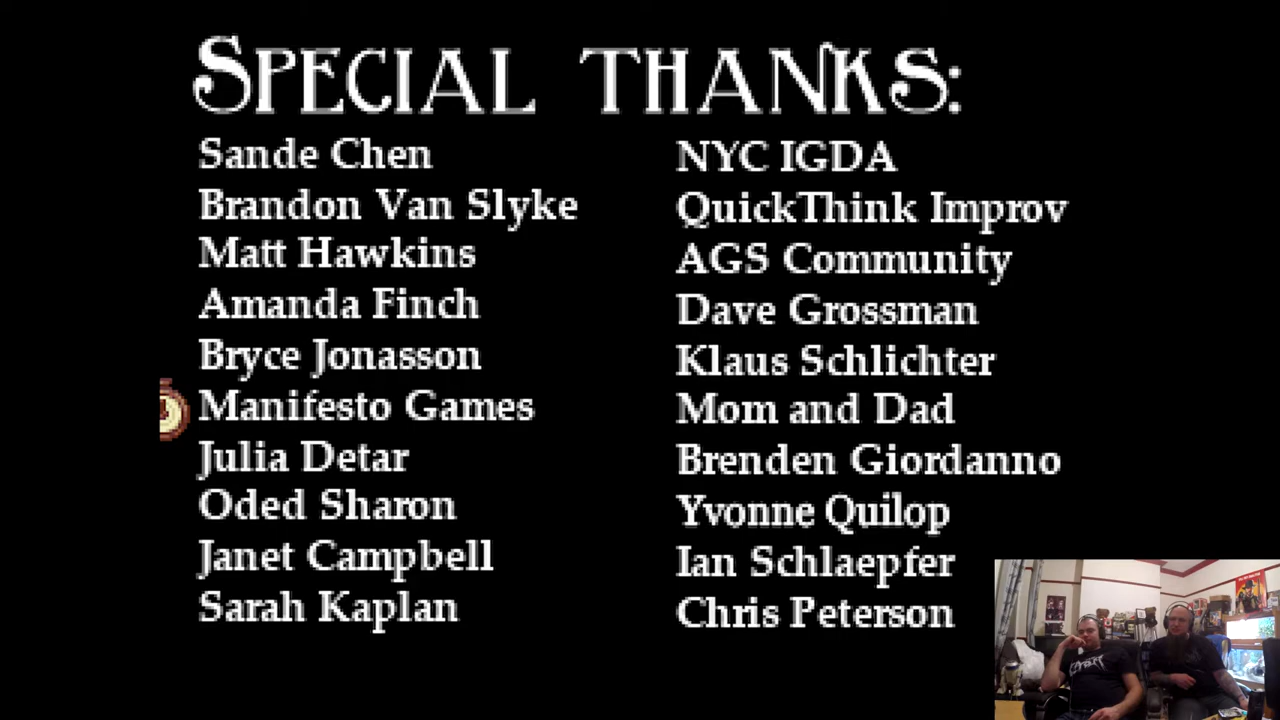 Special thanks:
Sande Chen
Brandon Van Slyke
Matt Hawkins
Amanda Finch
Bryce Jonasson
Manifesto Games
Julia Detar
Oded Sharon
Janet Campbell
Sarah Kaplan
NYC IGDA
QuickThink Improv
AGS Community
Dave Grossman
Klaus Schlichter
Mom and Dad
Brenden Giordanno
Yvonne Quilop
Ian Schlaepfer
Chris Peterson